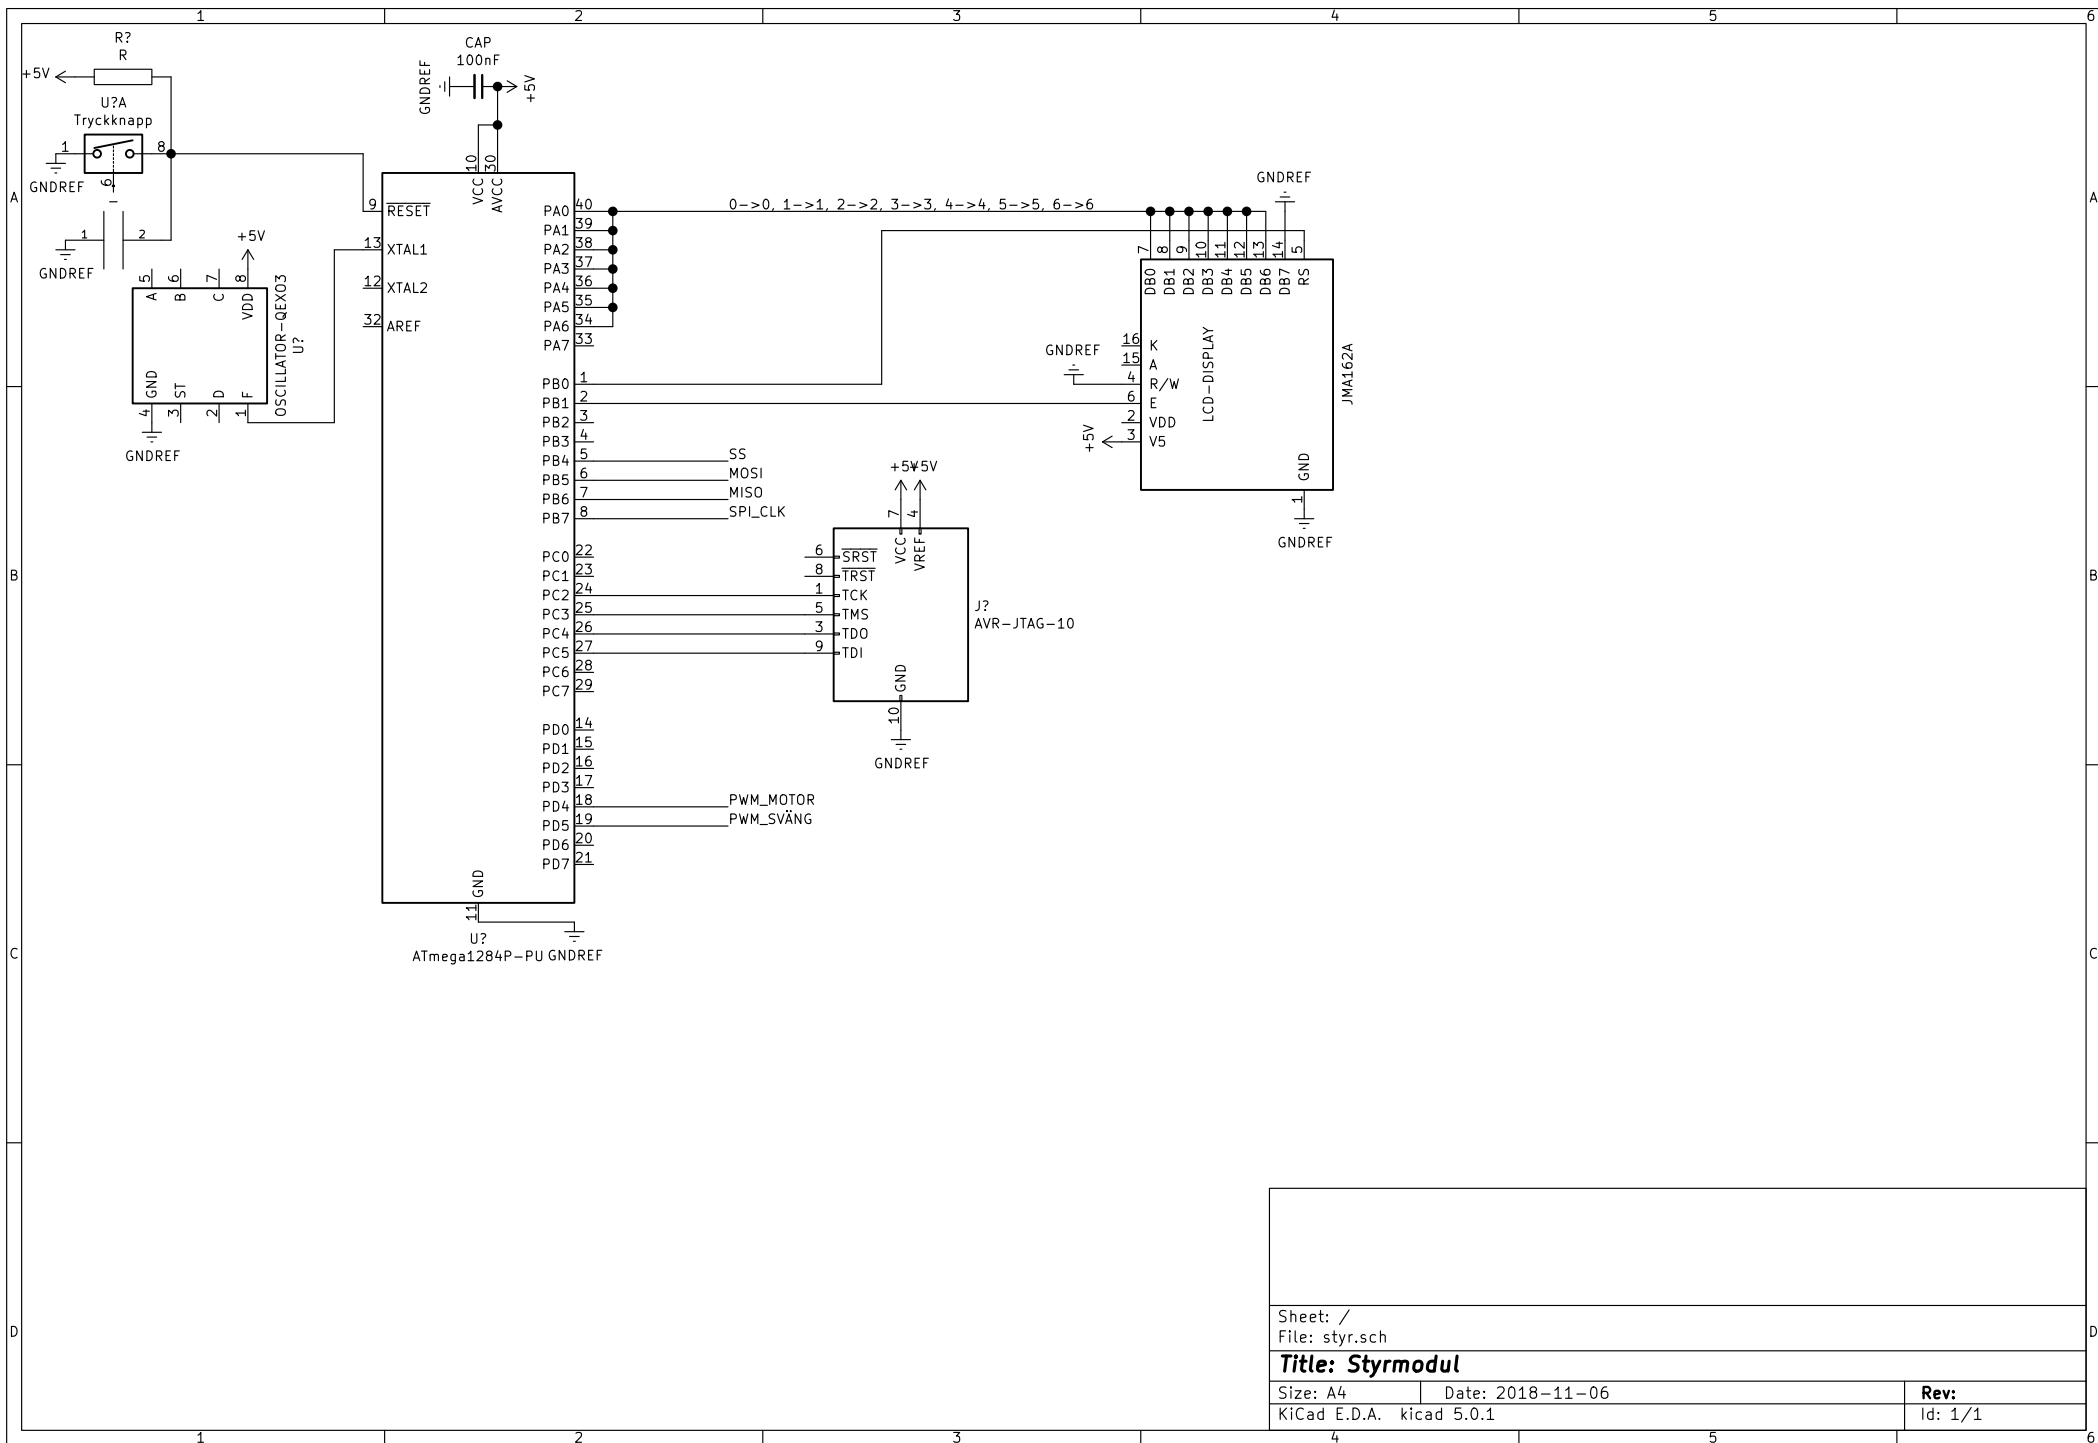 1 2 3 4 5 6
R?
R
+5V
U?A
Tryckknapp
1 8
6
GNDREF
1 2
GNDREF
+5V
5 6 7 8
A B C VDD
OSCILLATOR-QEX03
U?
GND ST D F
4 3 2 1
GNDREF
CAP
100nF
GNDREF
+5V
10 30
VCC AVCC
9 RESET
13 XTAL1
12 XTAL2
32 AREF
PA0 40
PA1 39
PA2 38
PA3 37
PA4 36
PA5 35
PA6 34
PA7 33
PB0 1
PB1 2
PB2 3
PB3 4
PB4 5 SS
PB5 6 MOSI
PB6 7 MISO
PB7 8 SPI_CLK
PC0 22
PC1 23
PC2 24
PC3 25
PC4 26
PC5 27
PC6 28
PC7 29
PD0 14
PD1 15
PD2 16
PD3 17
PD4 18 PWM_MOTOR
PD5 19 PWM_SVÄNG
PD6 20
PD7 21
GND
11
U?
ATmega1284P-PU GNDREF
0->0, 1->1, 2->2, 3->3, 4->4, 5->5, 6->6
GNDREF
7 8 9 10 11 12 13 14 5
DB0 DB1 DB2 DB3 DB4 DB5 DB6 DB7 RS
LCD-DISPLAY
JMA162A
16 K
15 A
GNDREF
4 R/W
6 E
2 VDD
+5V
3 V5
GND
1
GNDREF
+5V +5V
7 4
VCC VREF
6 SRST
8 TRST
1 TCK
5 TMS
3 TDO
9 TDI
J?
AVR-JTAG-10
GND
10
GNDREF
A A
B B
C C
D D
Sheet: /
File: styr.sch
Title: Styrmodul
Size: A4 Date: 2018-11-06 Rev:
KiCad E.D.A. kicad 5.0.1 Id: 1/1
1 2 3 4 5 6